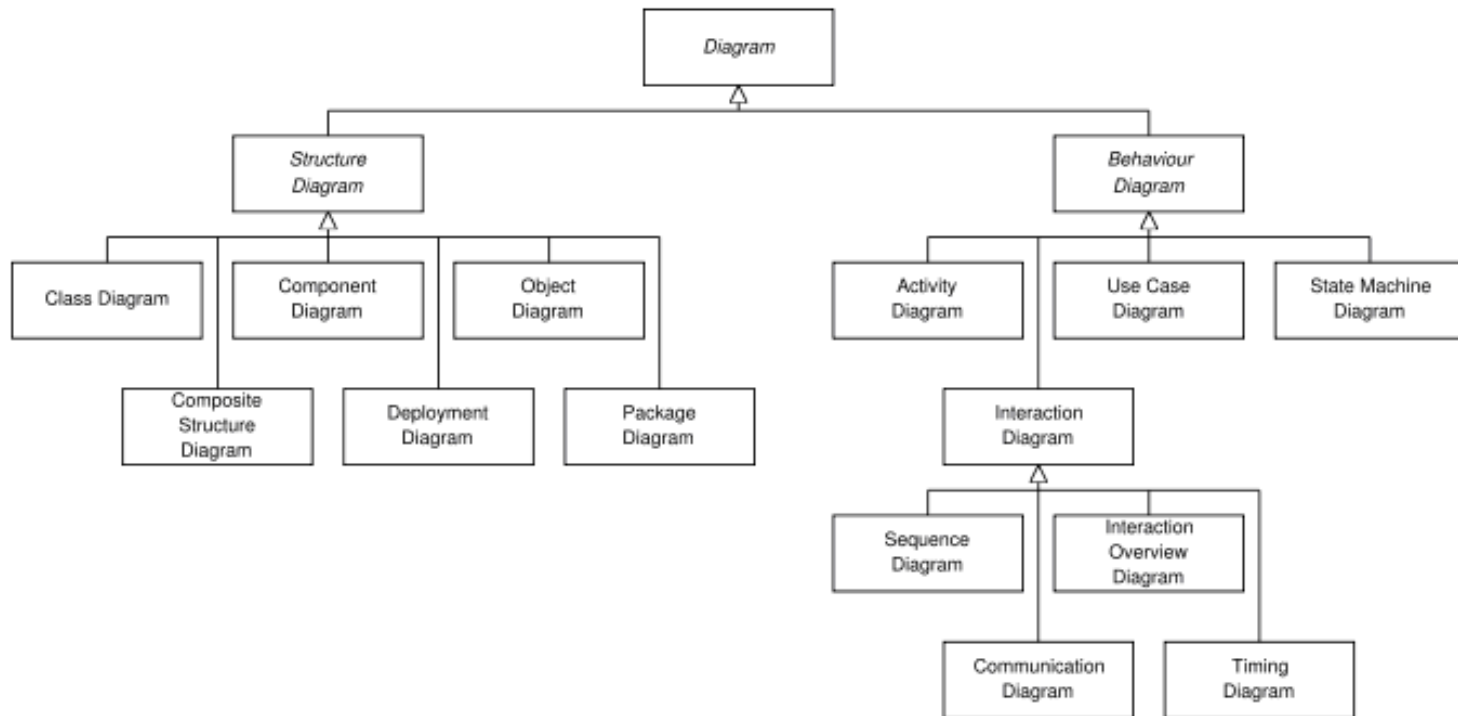 Diagram
Structure
Diagram
Behaviour
Diagram
Class Diagram
Component
Diagram
Object
Diagram
Activity
Diagram
Use Case
Diagram
State Machine
Diagram
Composite
Structure
Diagram
Deployment
Diagram
Package
Diagram
Interaction
Diagram
Sequence
Diagram
Interaction
Overview
Diagram
Communication
Diagram
Timing
Diagram